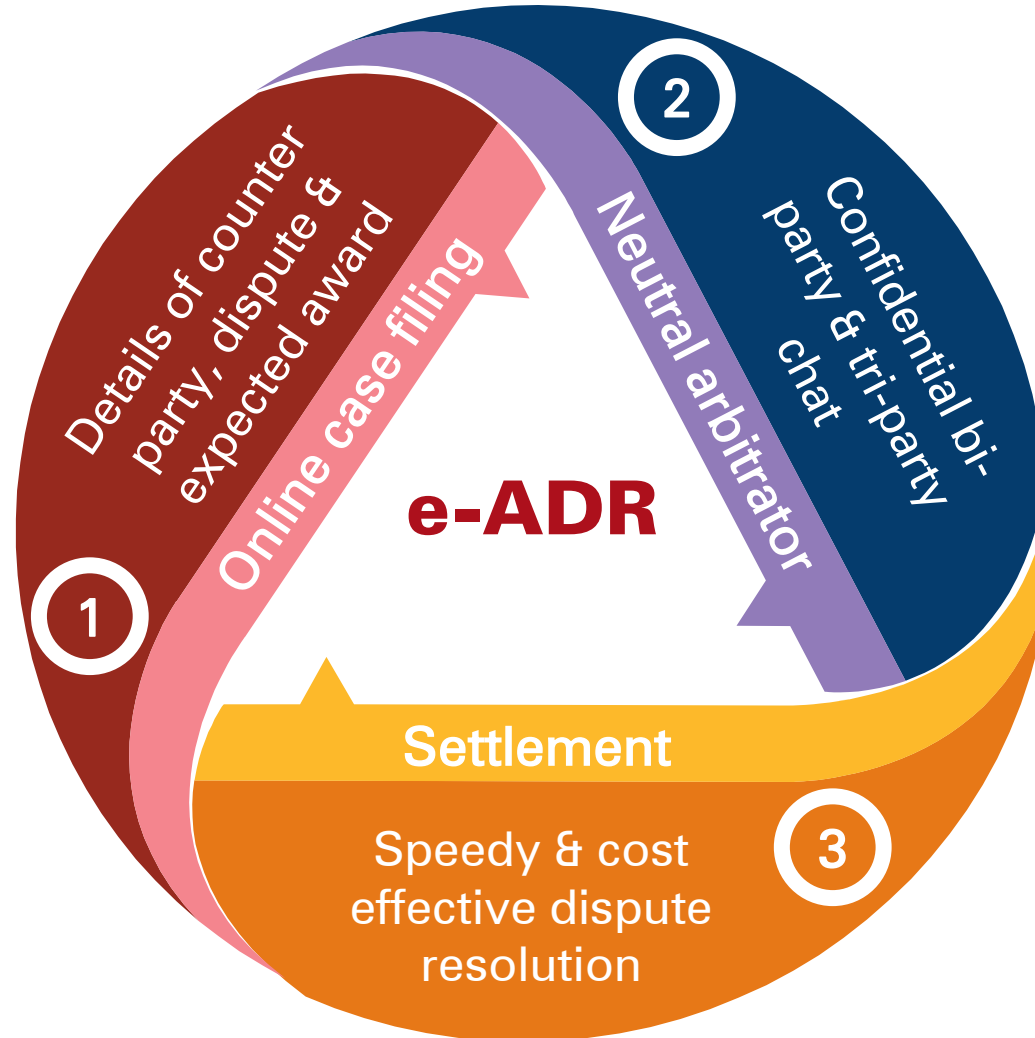 1
Details of counter
party, dispute &
expected award
Online case filing
2
Confidential bi-
party & tri-party
chat
Neutral arbitrator
e-ADR
Settlement
3
Speedy & cost
effective dispute
resolution